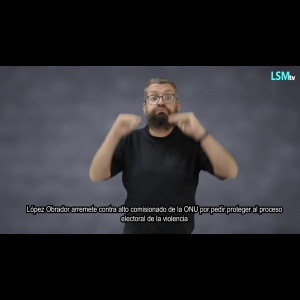 LSMtv
López Obrador arremete contra alto comisionado de la ONU por pedir proteger al proceso
electoral de la violencia